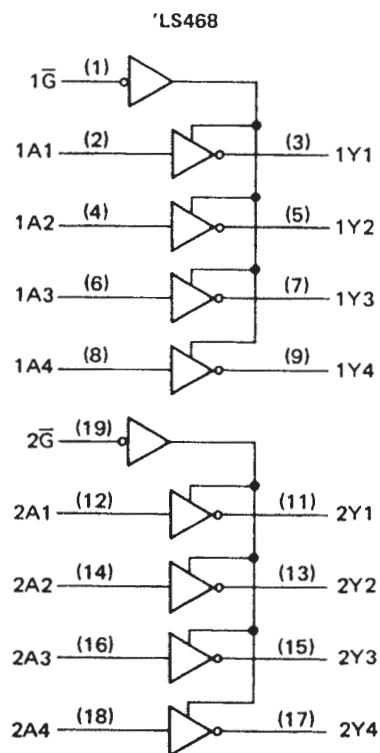 'LS468
1G̅ (1)
1A1 (2) (3) 1Y1
1A2 (4) (5) 1Y2
1A3 (6) (7) 1Y3
1A4 (8) (9) 1Y4
2G̅ (19)
2A1 (12) (11) 2Y1
2A2 (14) (13) 2Y2
2A3 (16) (15) 2Y3
2A4 (18) (17) 2Y4